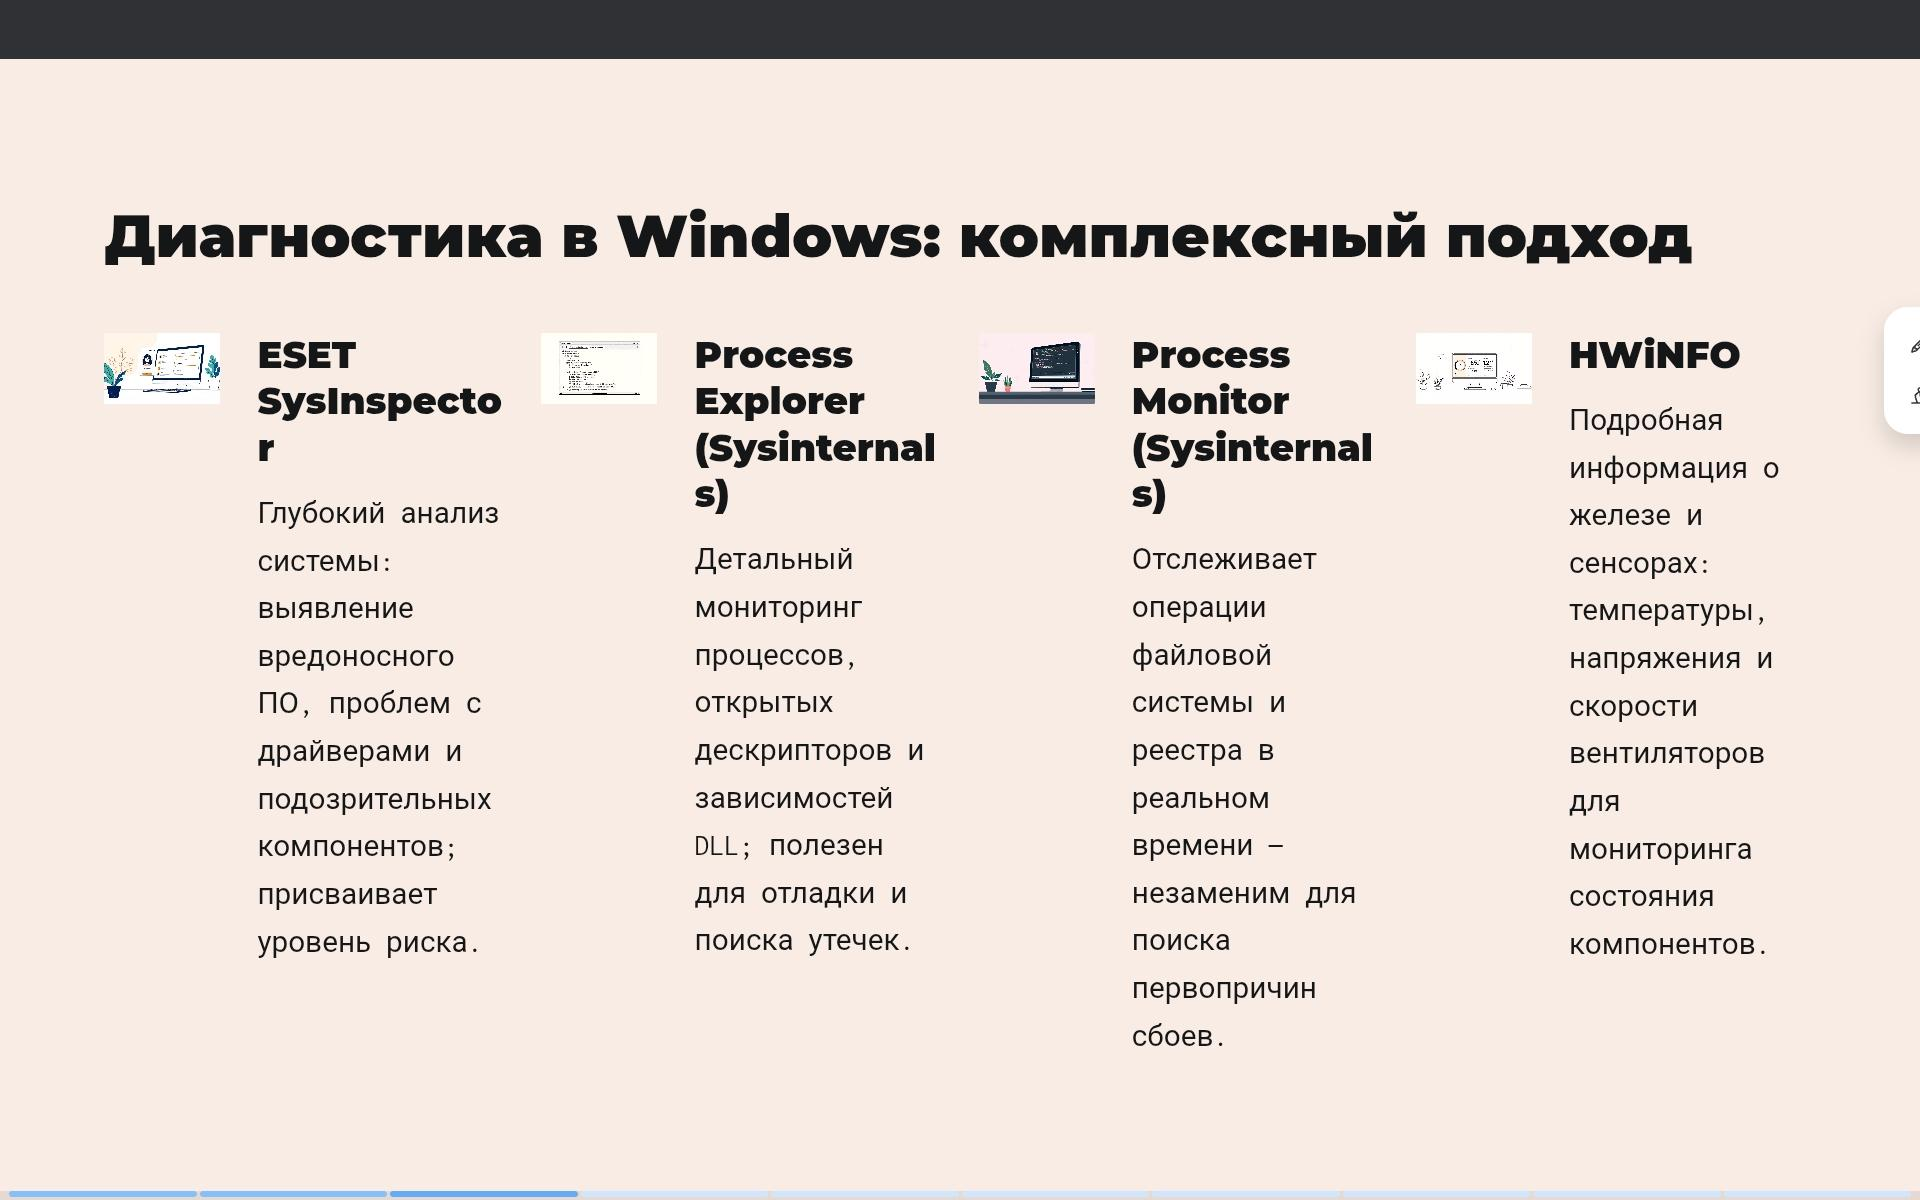 Диагностика в Windows: комплексный подход
ESET
SysInspecto
r
Глубокий анализ
системы:
выявление
вредоносного
ПО, проблем с
драйверами и
подозрительных
компонентов;
присваивает
уровень риска.
Process
Explorer
(Sysinternal
s)
Детальный
мониторинг
процессов,
открытых
дескрипторов и
зависимостей
DLL; полезен
для отладки и
поиска утечек.
Process
Monitor
(Sysinternal
s)
Отслеживает
операции
файловой
системы и
реестра в
реальном
времени —
незаменим для
поиска
первопричин
сбоев.
HWiNFO
Подробная
информация о
железе и
сенсорах:
температуры,
напряжения и
скорости
вентиляторов
для
мониторинга
состояния
компонентов.